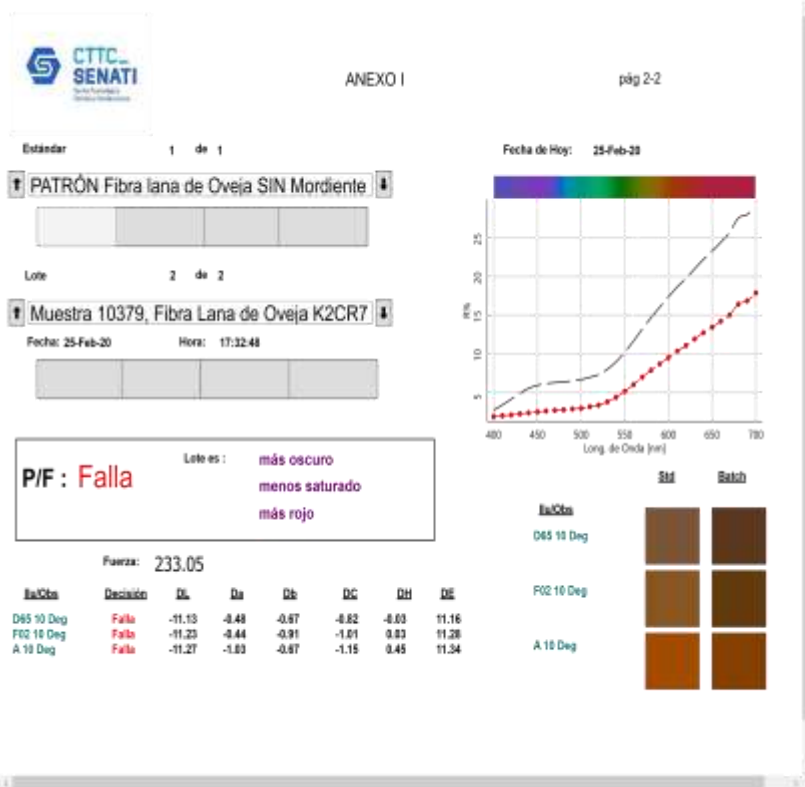 CTTC_
SENATI
ANEXO I
pág 2-2
Estándar 1 de 1
PATRÓN Fibra lana de Oveja SIN Mordiente
Lote 2 de 2
Muestra 10379, Fibra Lana de Oveja K2CR7
Fecha: 25-Feb-20 Hora: 17:32:48
P/F : Falla
Lote es :
más oscuro
menos saturado
más rojo
Fuerza: 233.05
Ilu/Obs Decisión DL Da Db DC DH DE
D65 10 Deg Falla -11.13 -0.48 -0.67 -0.82 -0.03 11.16
F02 10 Deg Falla -11.23 -0.44 -0.91 -1.01 0.03 11.28
A 10 Deg Falla -11.27 -1.03 -0.67 -1.15 0.45 11.34
Fecha de Hoy: 25-Feb-20
25
20
R%
15
10
5
400 450 500 550 600 650 700
Long. de Onda [nm]
Std Batch
Ilu/Obs
D65 10 Deg
F02 10 Deg
A 10 Deg